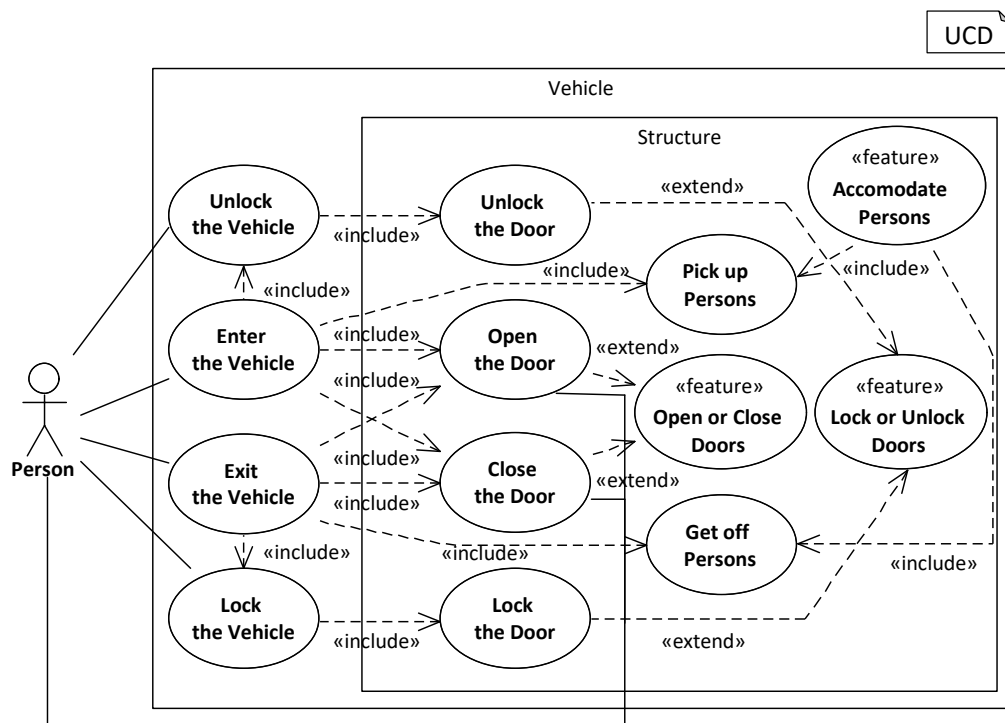 UCD
Vehicle
Structure
«feature»
Accomodate
Persons
Unlock
the Vehicle
«include»
Unlock
the Door
«extend»
«include»
Enter
the Vehicle
«include»
Pick up
Persons
«include»
«include»
Open
the Door
«extend»
«feature»
Open or Close
Doors
«feature»
Lock or Unlock
Doors
«include»
Person
Exit
the Vehicle
«include»
«include»
Close
the Door
«extend»
«include»
«include»
Get off
Persons
«include»
Lock
the Vehicle
«include»
Lock
the Door
«extend»